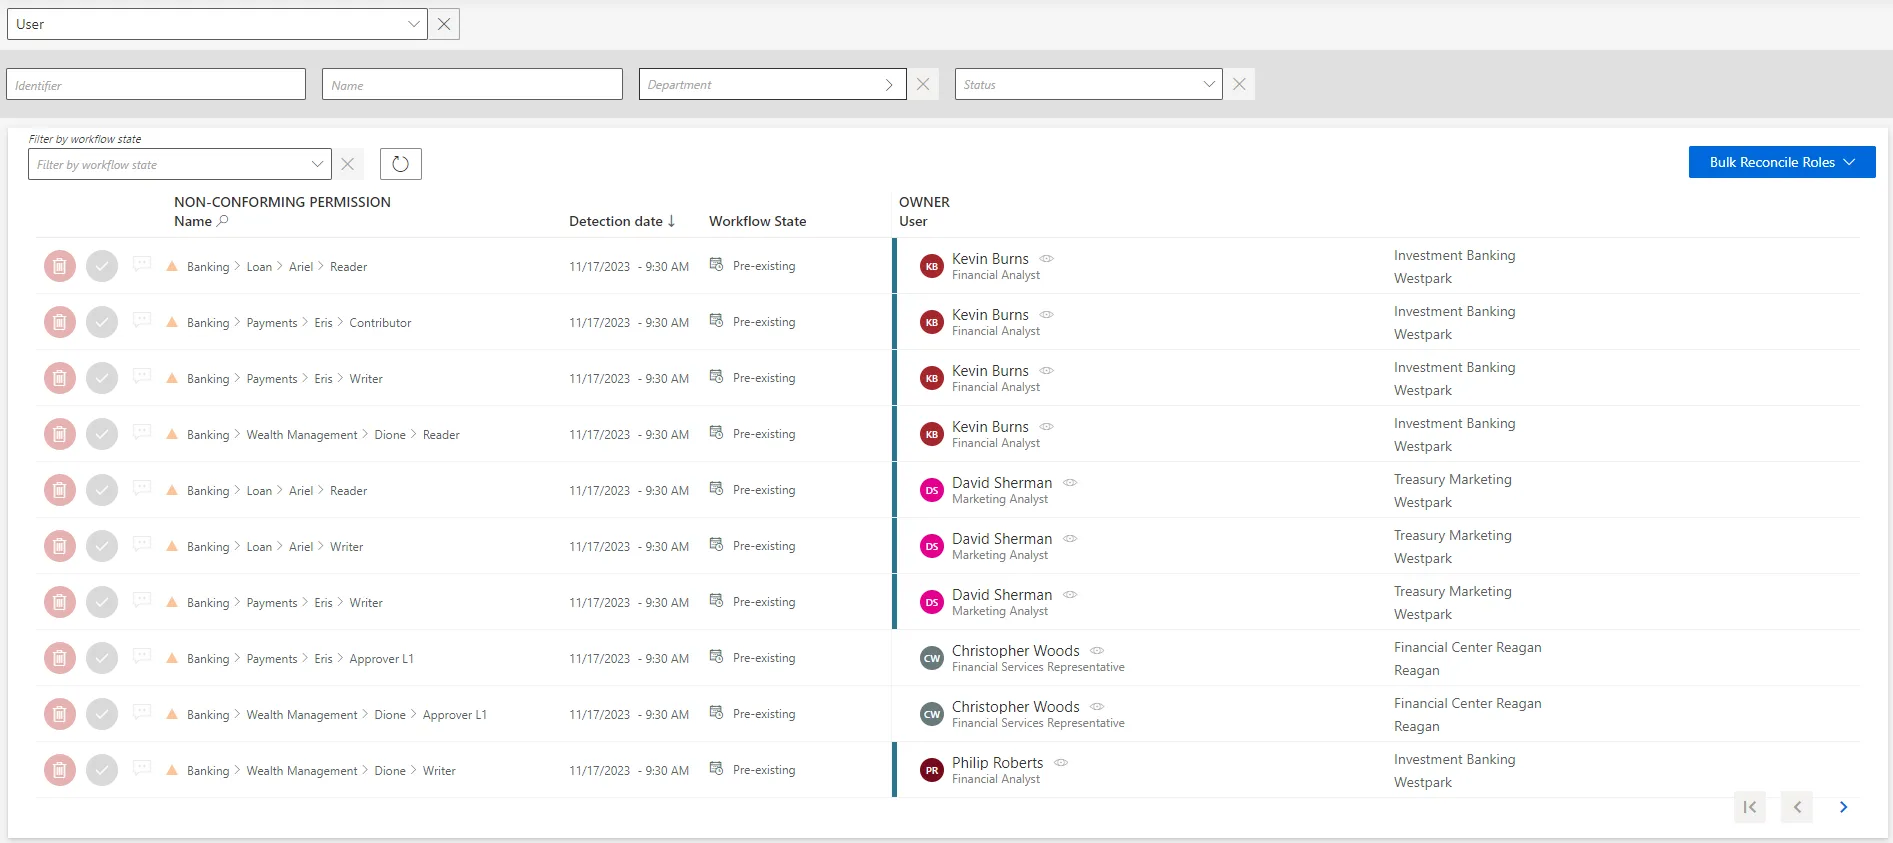 User
Identifier
Name
Department
Status
Filter by workflow state
Filter by workflow state
Bulk Reconcile Roles
NON-CONFORMING PERMISSION
OWNER
Name Detection date Workflow State User
Banking > Loan > Ariel > Reader 11/17/2023 - 9:30 AM Pre-existing KB Kevin Burns Investment Banking
Financial Analyst Westpark
Banking > Payments > Eris > Contributor 11/17/2023 - 9:30 AM Pre-existing KB Kevin Burns Investment Banking
Financial Analyst Westpark
Banking > Payments > Eris > Writer 11/17/2023 - 9:30 AM Pre-existing KB Kevin Burns Investment Banking
Financial Analyst Westpark
Banking > Wealth Management > Dione > Reader 11/17/2023 - 9:30 AM Pre-existing KB Kevin Burns Investment Banking
Financial Analyst Westpark
Banking > Loan > Ariel > Reader 11/17/2023 - 9:30 AM Pre-existing DS David Sherman Treasury Marketing
Marketing Analyst Westpark
Banking > Loan > Ariel > Writer 11/17/2023 - 9:30 AM Pre-existing DS David Sherman Treasury Marketing
Marketing Analyst Westpark
Banking > Payments > Eris > Writer 11/17/2023 - 9:30 AM Pre-existing DS David Sherman Treasury Marketing
Marketing Analyst Westpark
Banking > Payments > Eris > Approver L1 11/17/2023 - 9:30 AM Pre-existing CW Christopher Woods Financial Center Reagan
Financial Services Representative Reagan
Banking > Wealth Management > Dione > Approver L1 11/17/2023 - 9:30 AM Pre-existing CW Christopher Woods Financial Center Reagan
Financial Services Representative Reagan
Banking > Wealth Management > Dione > Writer 11/17/2023 - 9:30 AM Pre-existing PR Philip Roberts Investment Banking
Financial Analyst Westpark